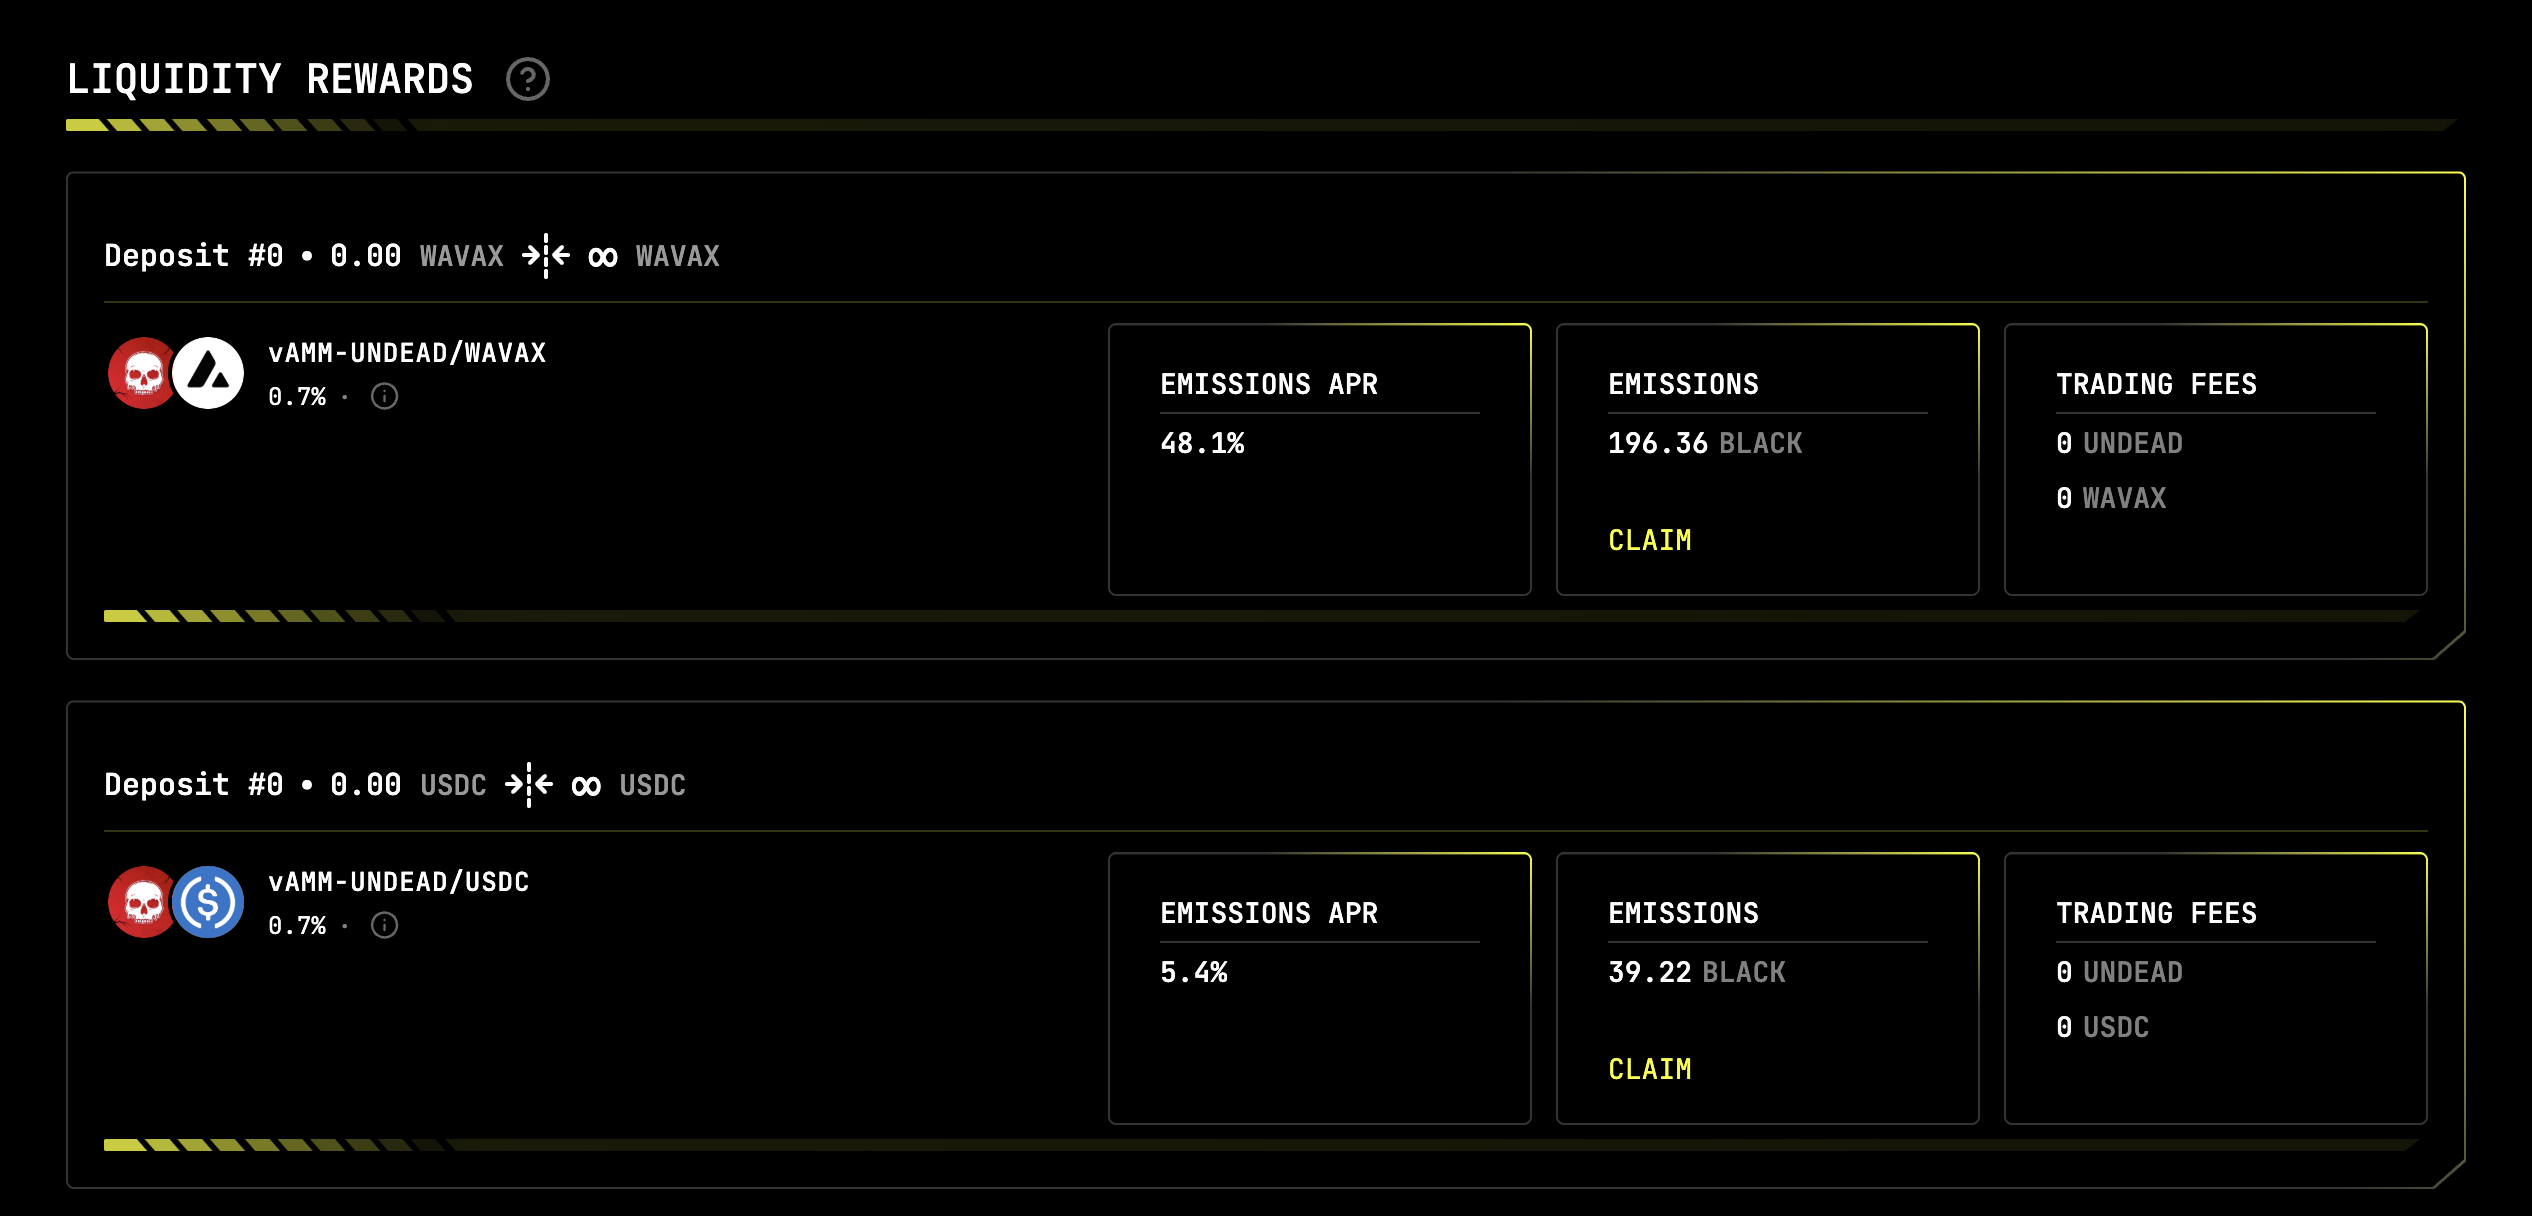 LIQUIDITY REWARDS
Deposit #0 • 0.00 WAVAX ∞ WAVAX
vAMM-UNDEAD/WAVAX
0.7% ·
EMISSIONS APR
48.1%
EMISSIONS
196.36 BLACK
CLAIM
TRADING FEES
0 UNDEAD
0 WAVAX
Deposit #0 • 0.00 USDC ∞ USDC
vAMM-UNDEAD/USDC
0.7% ·
EMISSIONS APR
5.4%
EMISSIONS
39.22 BLACK
CLAIM
TRADING FEES
0 UNDEAD
0 USDC